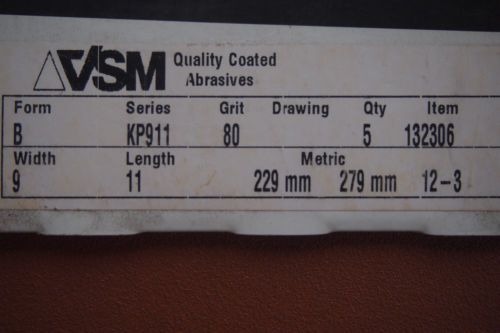 VSM Quality Coated
Abrasives
Form Series Grit Drawing Qty Item
B KP911 80 5 132306
Width Length Metric
9 11 229 mm 279 mm 12-3